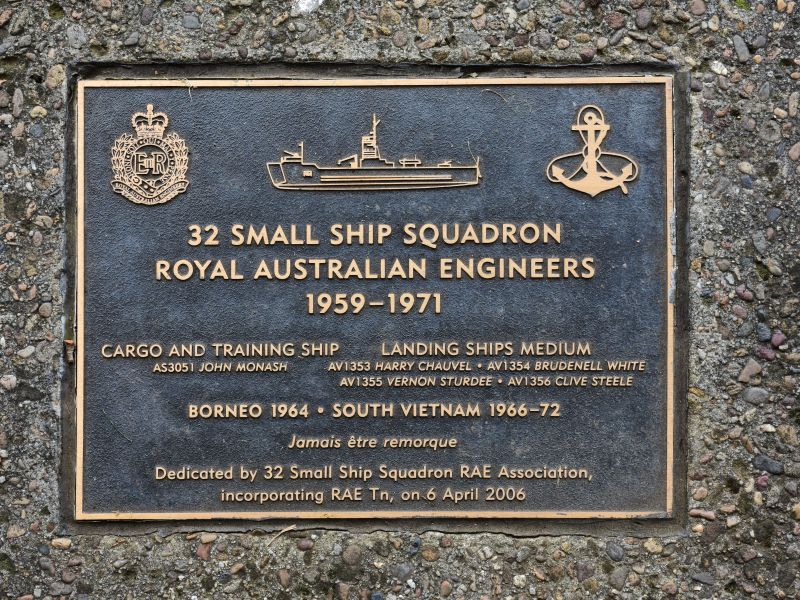 32 SMALL SHIP SQUADRON
ROYAL AUSTRALIAN ENGINEERS
1959–1971
CARGO AND TRAINING SHIP
AS3051 JOHN MONASH
LANDING SHIPS MEDIUM
AV1353 HARRY CHAUVEL • AV1354 BRUDENELL WHITE
AV1355 VERNON STURDEE • AV1356 CLIVE STEELE
BORNEO 1964 • SOUTH VIETNAM 1966–72
Jamais être remorque
Dedicated by 32 Small Ship Squadron RAE Association,
incorporating RAE Tn, on 6 April 2006